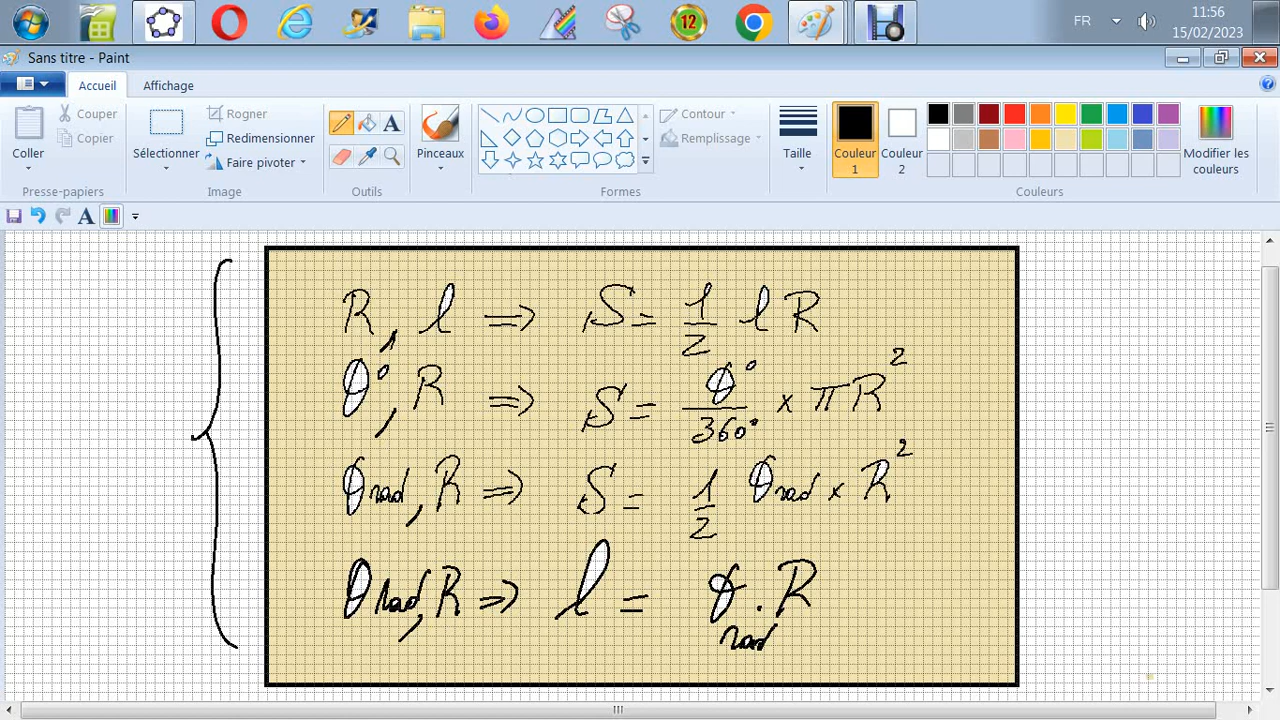 12
FR
11:56
15/02/2023
Sans titre - Paint
Accueil Affichage
Coller
Couper
Copier
Presse-papiers
Sélectionner
Rogner
Redimensionner
Faire pivoter
Image
Outils
Pinceaux
Formes
Contour
Remplissage
Taille
Couleur 1
Couleur 2
Modifier les couleurs
Couleurs
R, l ⇒ S = 1/2 l R
θ°, R ⇒ S = θ°/360° × πR²
θrad, R ⇒ S = 1/2 θrad × R²
θrad, R ⇒ l = θrad . R